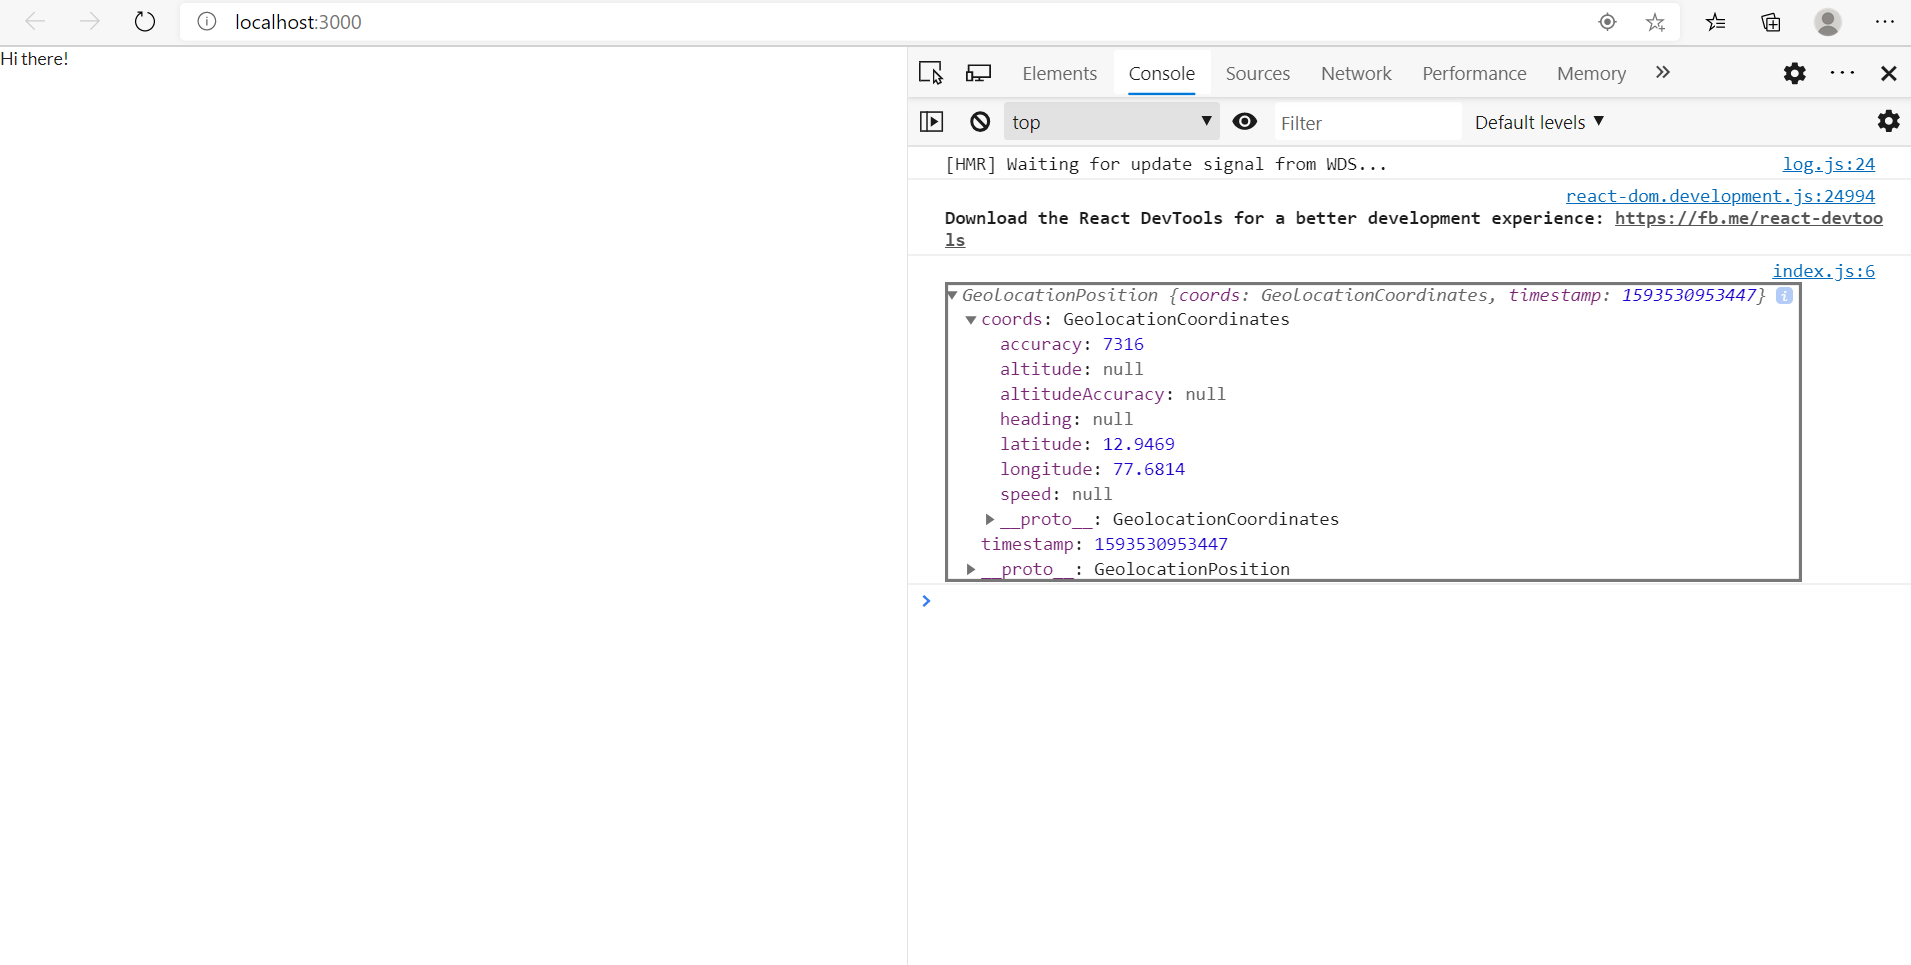 localhost:3000
Hi there!
Elements Console Sources Network Performance Memory
top Filter Default levels
[HMR] Waiting for update signal from WDS... log.js:24
react-dom.development.js:24994
Download the React DevTools for a better development experience: https://fb.me/react-devtoo
ls
index.js:6
GeolocationPosition {coords: GeolocationCoordinates, timestamp: 1593530953447} i
coords: GeolocationCoordinates
accuracy: 7316
altitude: null
altitudeAccuracy: null
heading: null
latitude: 12.9469
longitude: 77.6814
speed: null
__proto__: GeolocationCoordinates
timestamp: 1593530953447
__proto__: GeolocationPosition